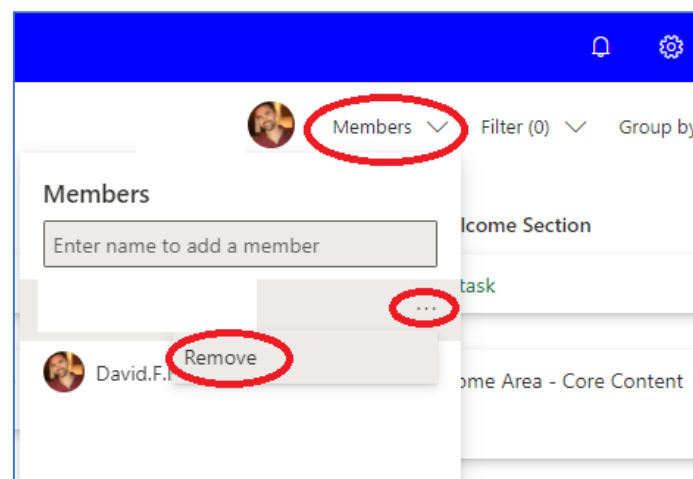 Members
Filter (0)
Group by
Members
Enter name to add a member
lcome Section
task
...
Remove
David.F.
ome Area - Core Content